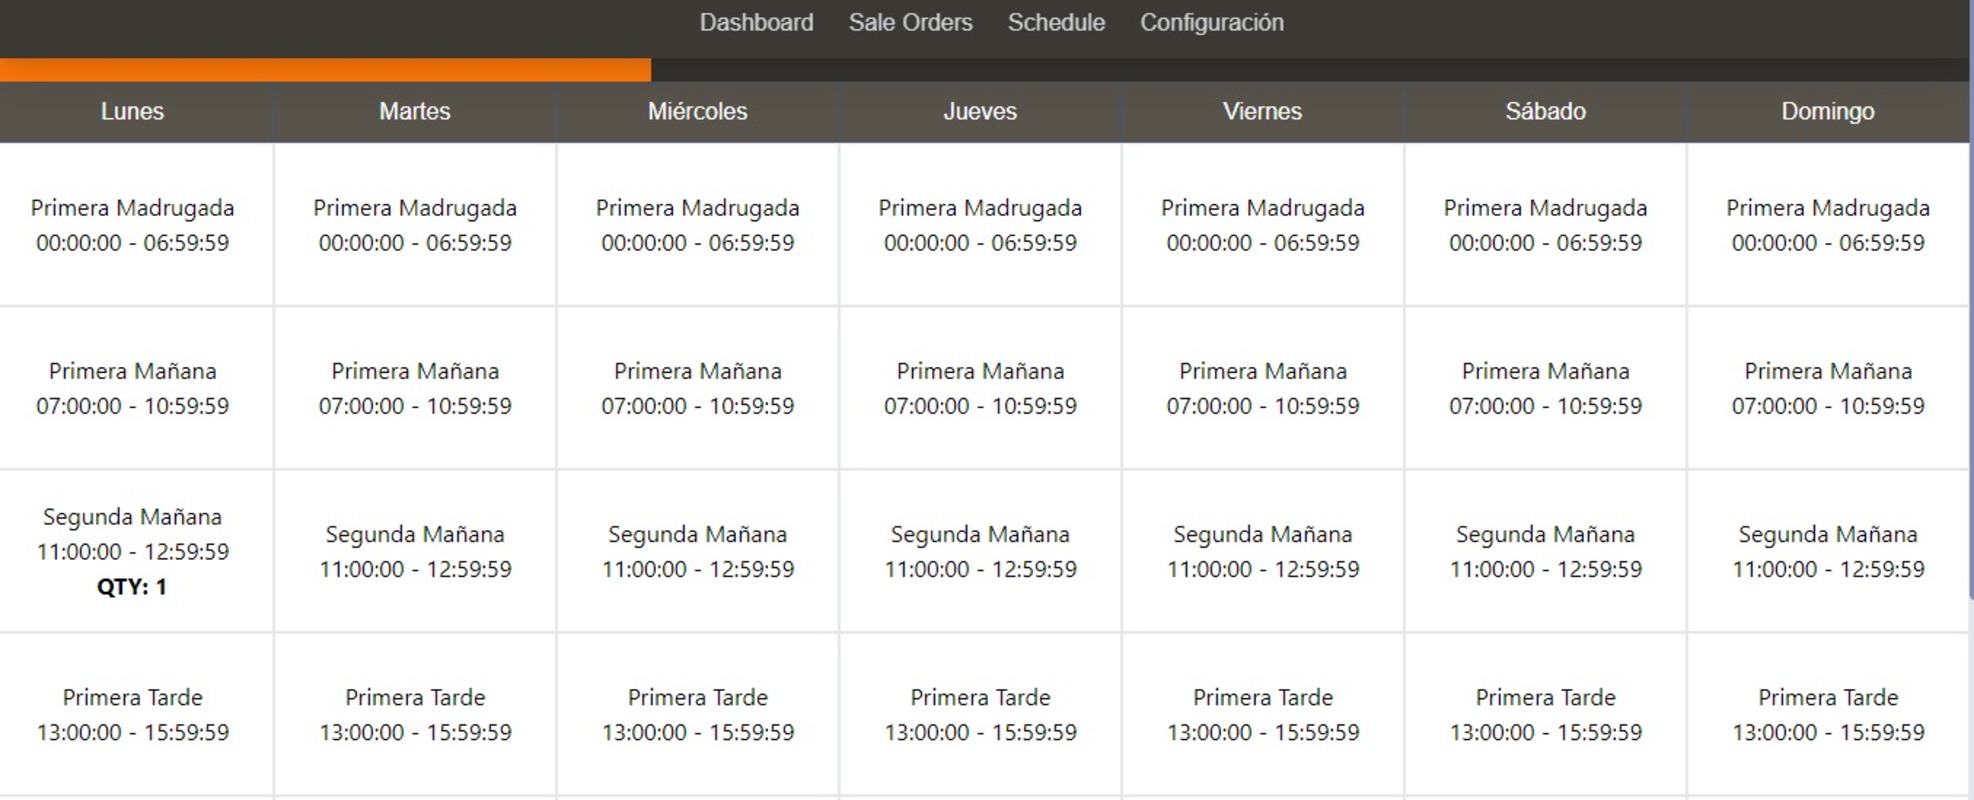 Dashboard Sale Orders Schedule Configuración
Lunes Martes Miércoles Jueves Viernes Sábado Domingo
Primera Madrugada Primera Madrugada Primera Madrugada Primera Madrugada Primera Madrugada Primera Madrugada Primera Madrugada
00:00:00 - 06:59:59 00:00:00 - 06:59:59 00:00:00 - 06:59:59 00:00:00 - 06:59:59 00:00:00 - 06:59:59 00:00:00 - 06:59:59 00:00:00 - 06:59:59
Primera Mañana Primera Mañana Primera Mañana Primera Mañana Primera Mañana Primera Mañana Primera Mañana
07:00:00 - 10:59:59 07:00:00 - 10:59:59 07:00:00 - 10:59:59 07:00:00 - 10:59:59 07:00:00 - 10:59:59 07:00:00 - 10:59:59 07:00:00 - 10:59:59
Segunda Mañana Segunda Mañana Segunda Mañana Segunda Mañana Segunda Mañana Segunda Mañana Segunda Mañana
11:00:00 - 12:59:59 11:00:00 - 12:59:59 11:00:00 - 12:59:59 11:00:00 - 12:59:59 11:00:00 - 12:59:59 11:00:00 - 12:59:59 11:00:00 - 12:59:59
QTY: 1
Primera Tarde Primera Tarde Primera Tarde Primera Tarde Primera Tarde Primera Tarde Primera Tarde
13:00:00 - 15:59:59 13:00:00 - 15:59:59 13:00:00 - 15:59:59 13:00:00 - 15:59:59 13:00:00 - 15:59:59 13:00:00 - 15:59:59 13:00:00 - 15:59:59